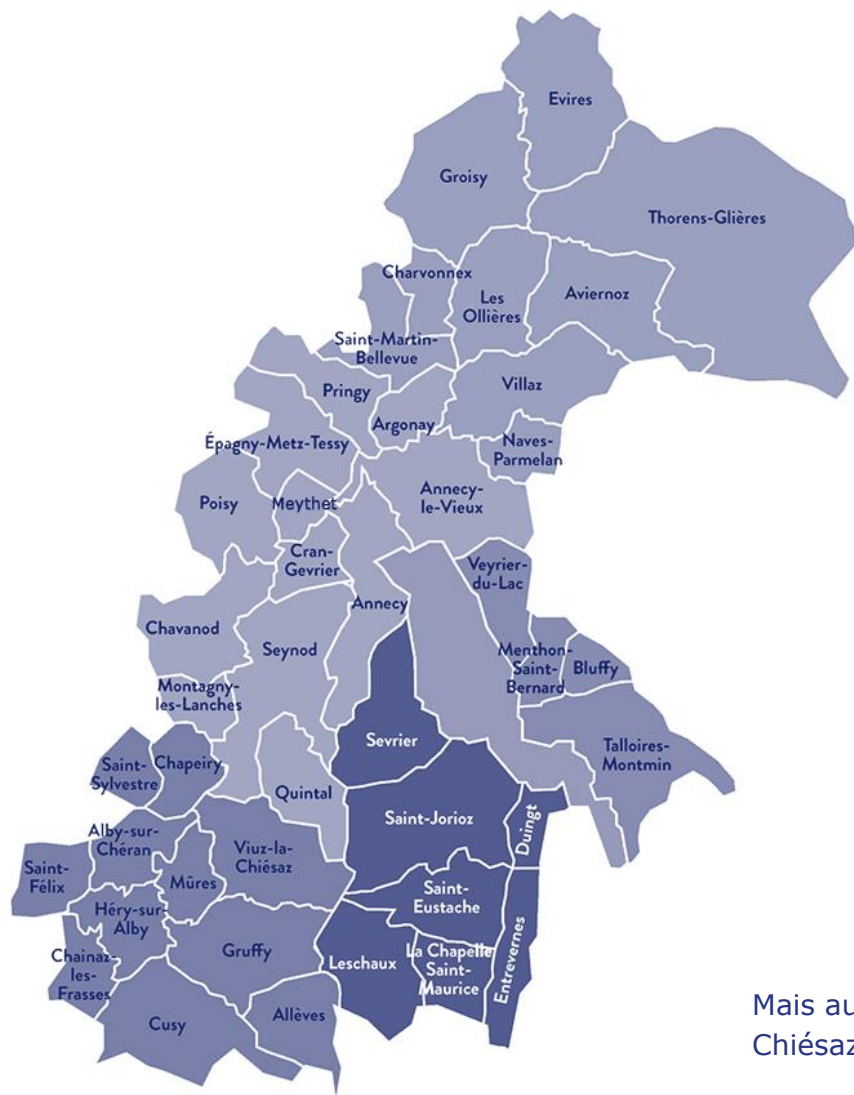 Evires
Groisy
Thorens-Glières
Charvonnex
Les
Ollières
Aviernoz
Saint-Martin-
Bellevue
Pringy
Villaz
Argonay
Épagny-Metz-Tessy
Naves-
Parmelan
Poisy
Meythet
Annecy-
le-Vieux
Cran-
Gevrier
Veyrier-
du-Lac
Annecy
Chavanod
Seynod
Menthon-
Saint-
Bernard
Bluffy
Montagny-
les-Lanches
Sevrier
Talloires-
Montmin
Saint-
Sylvestre
Chapeiry
Quintal
Saint-Jorioz
Duingt
Alby-sur-
Chéran
Viuz-la-
Chiésaz
Saint-
Félix
Mûres
Saint-
Eustache
Héry-sur-
Alby
Entrevernes
Gruffy
Leschaux
La Chapelle
Saint-
Maurice
Chainaz-
les-
Frasses
Cusy
Allèves
Mais au
Chiésaz